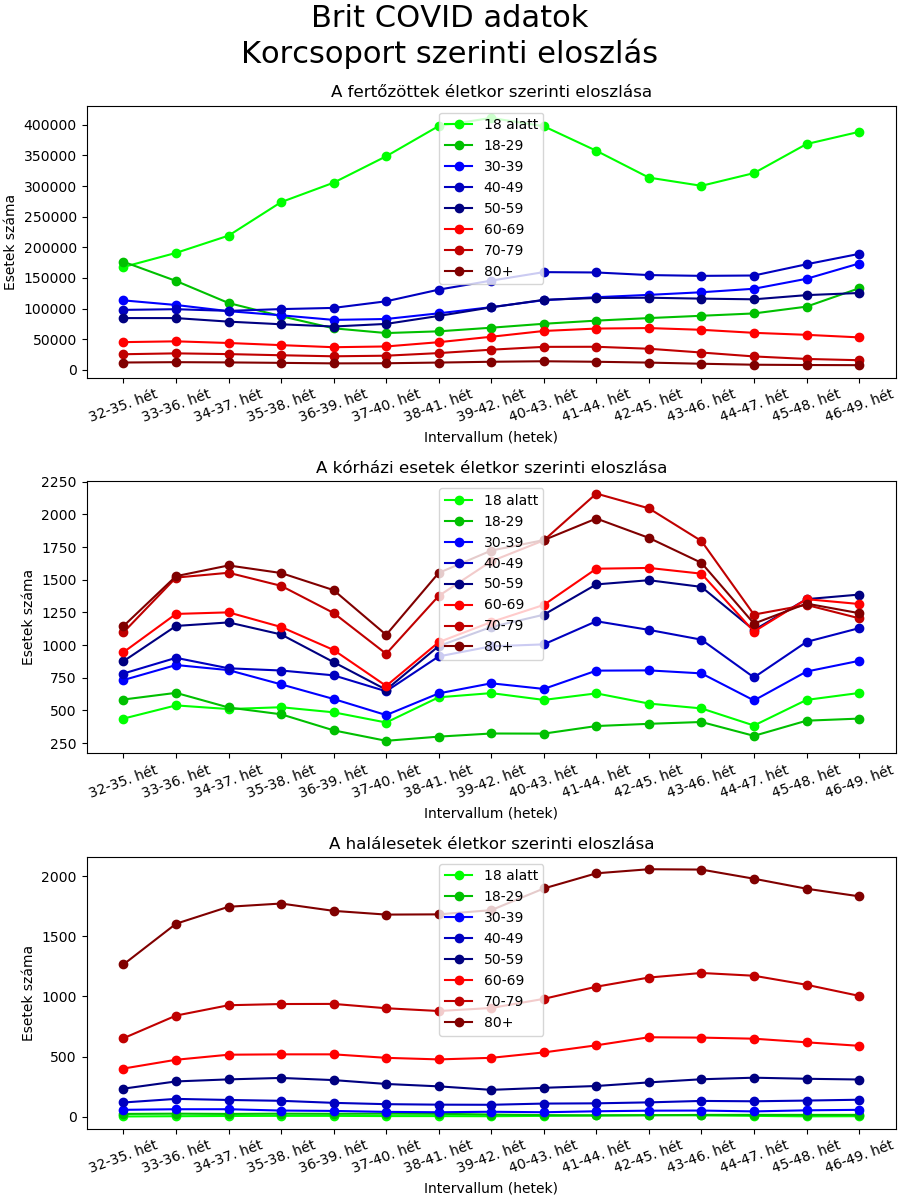 Brit COVID adatok
Korcsoport szerinti eloszlás
A fertőzöttek életkor szerinti eloszlása
400000
350000
300000
250000
200000
150000
100000
50000
0
Esetek száma
18 alatt
18-29
30-39
40-49
50-59
60-69
70-79
80+
32-35. hét
33-36. hét
34-37. hét
35-38. hét
36-39. hét
37-40. hét
38-41. hét
39-42. hét
40-43. hét
41-44. hét
42-45. hét
43-46. hét
44-47. hét
45-48. hét
46-49. hét
Intervallum (hetek)
A kórházi esetek életkor szerinti eloszlása
2250
2000
1750
1500
1250
1000
750
500
250
Esetek száma
18 alatt
18-29
30-39
40-49
50-59
60-69
70-79
80+
32-35. hét
33-36. hét
34-37. hét
35-38. hét
36-39. hét
37-40. hét
38-41. hét
39-42. hét
40-43. hét
41-44. hét
42-45. hét
43-46. hét
44-47. hét
45-48. hét
46-49. hét
Intervallum (hetek)
A halálesetek életkor szerinti eloszlása
2000
1500
1000
500
0
Esetek száma
18 alatt
18-29
30-39
40-49
50-59
60-69
70-79
80+
32-35. hét
33-36. hét
34-37. hét
35-38. hét
36-39. hét
37-40. hét
38-41. hét
39-42. hét
40-43. hét
41-44. hét
42-45. hét
43-46. hét
44-47. hét
45-48. hét
46-49. hét
Intervallum (hetek)